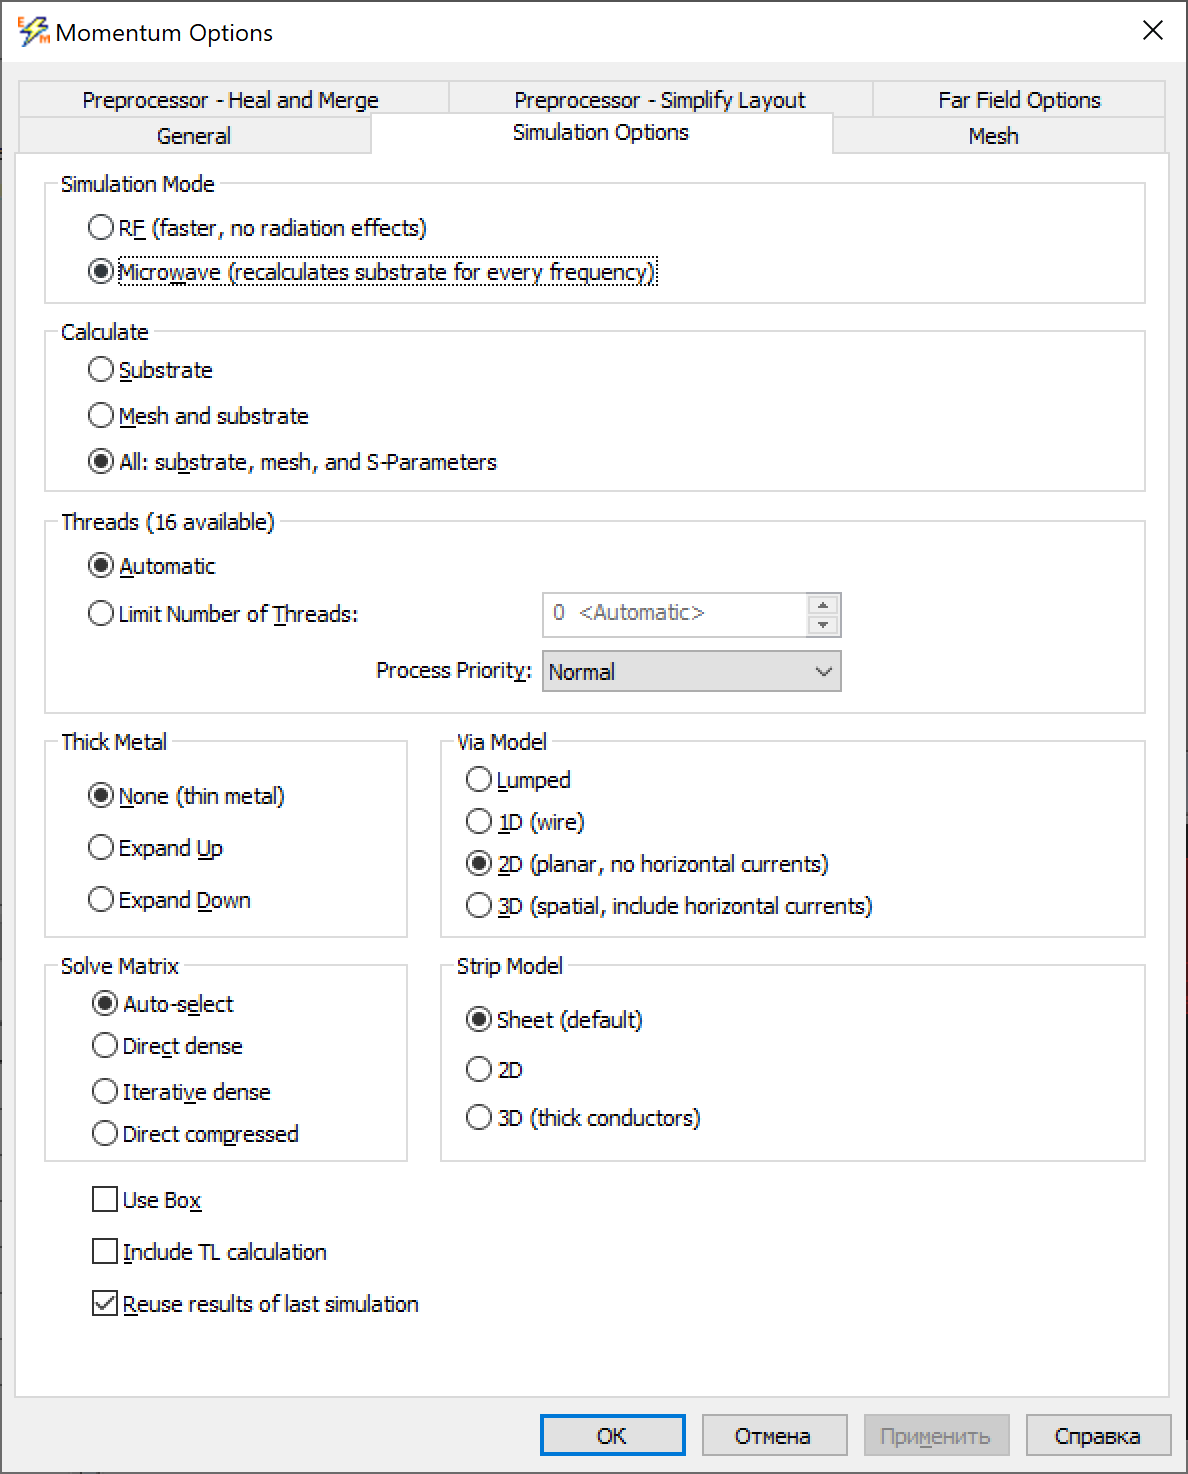 Momentum Options
Preprocessor - Heal and Merge
Preprocessor - Simplify Layout
Far Field Options
General
Simulation Options
Mesh
Simulation Mode
RF (faster, no radiation effects)
Microwave (recalculates substrate for every frequency)
Calculate
Substrate
Mesh and substrate
All: substrate, mesh, and S-Parameters
Threads (16 available)
Automatic
Limit Number of Threads:
0 <Automatic>
Process Priority:
Normal
Thick Metal
None (thin metal)
Expand Up
Expand Down
Via Model
Lumped
1D (wire)
2D (planar, no horizontal currents)
3D (spatial, include horizontal currents)
Solve Matrix
Auto-select
Direct dense
Iterative dense
Direct compressed
Strip Model
Sheet (default)
2D
3D (thick conductors)
Use Box
Include TL calculation
Reuse results of last simulation
OK
Отмена
Применить
Справка